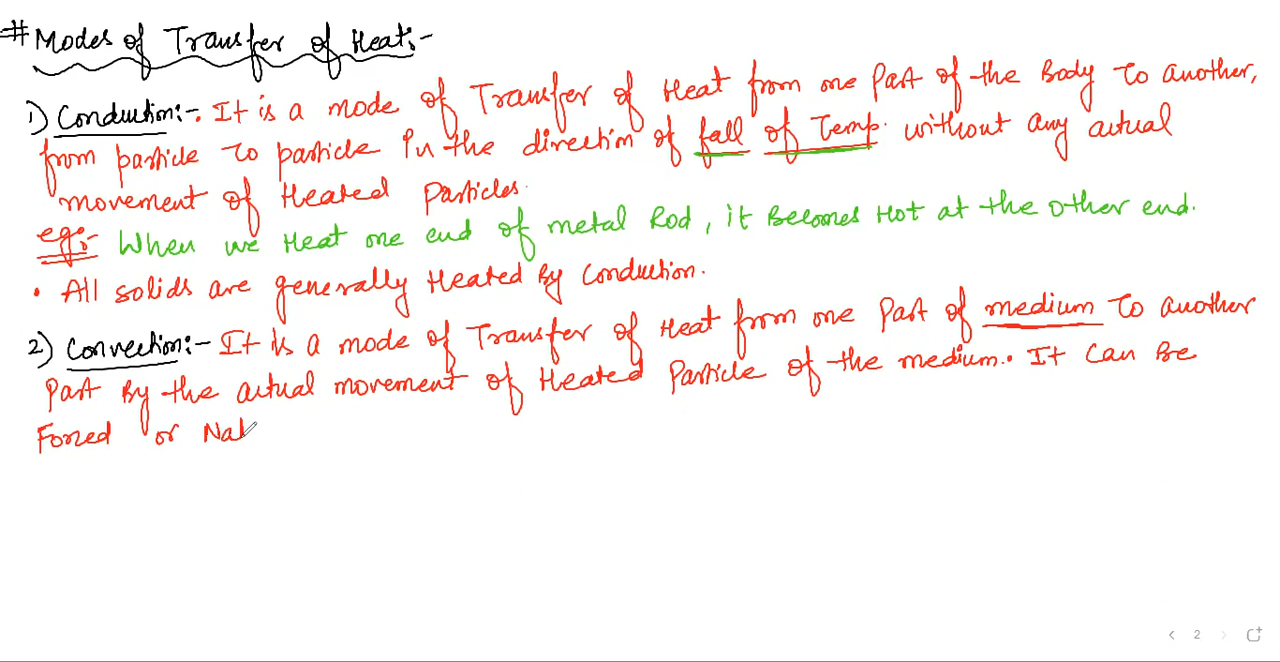 # Modes of Transfer of Heat:-
1) Conduction:-. It is a mode of Transfer of Heat from one Part of the Body To another,
from particle To particle In the direction of fall of Temp. without any actual
movement of Heated Particles.
eg:- When we Heat one end of metal Rod, it Becomes Hot at the other end.
• All solids are generally Heated By Conduction.
2) Convection:- It is a mode of Transfer of Heat from one Part of medium To another
Part By the actual movement of Heated Particle of the medium. It Can Be
Forced or Nat
2